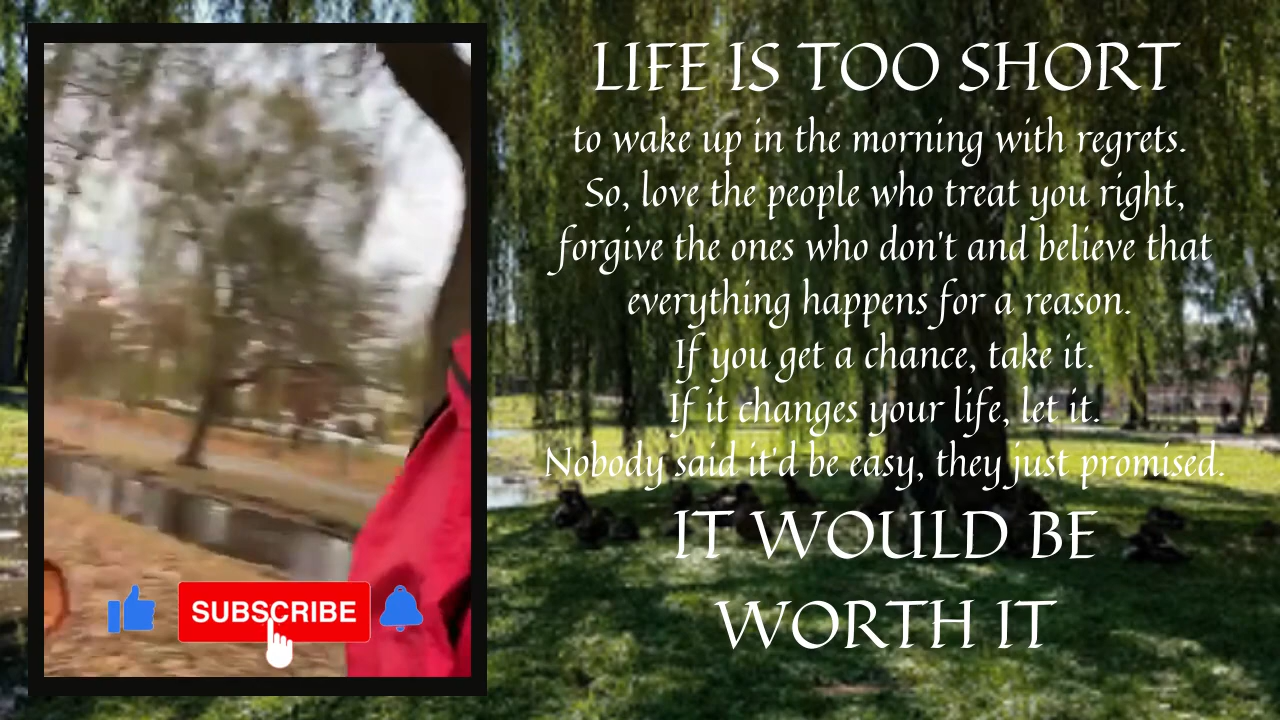 LIFE IS TOO SHORT
to wake up in the morning with regrets.
So, love the people who treat you right,
forgive the ones who don't and believe that
everything happens for a reason.
If you get a chance, take it.
If it changes your life, let it.
Nobody said it'd be easy, they just promised.
IT WOULD BE
WORTH IT
SUBSCRIBE